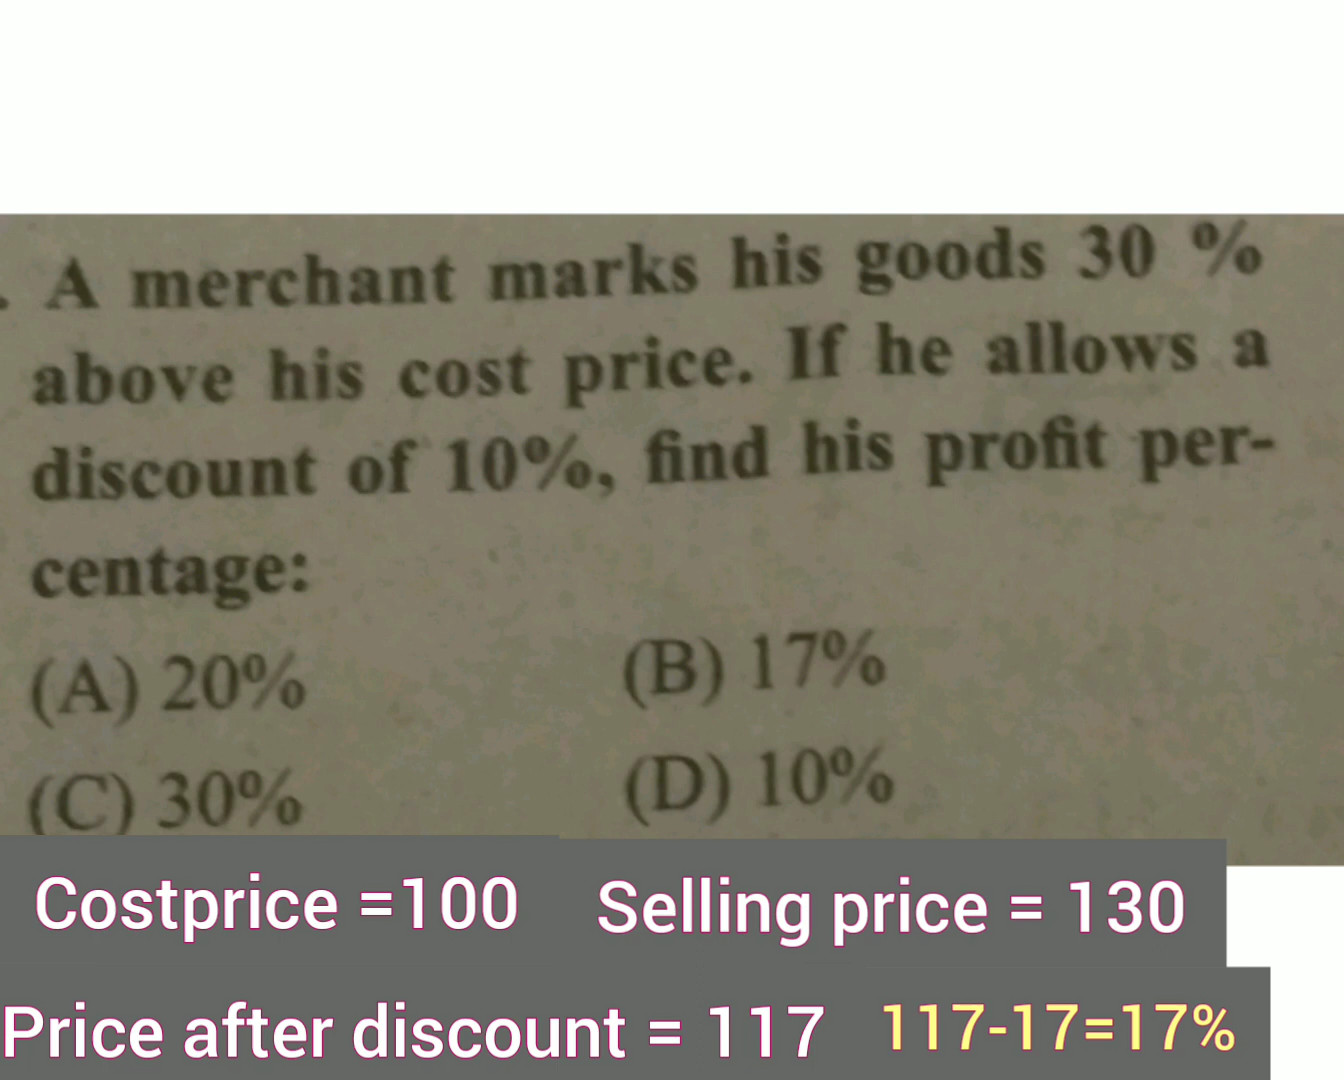 . A merchant marks his goods 30 %
above his cost price. If he allows a
discount of 10%, find his profit per-
centage:
(A) 20% (B) 17%
(C) 30% (D) 10%
Costprice =100 Selling price = 130
Price after discount = 117 117-17=17%